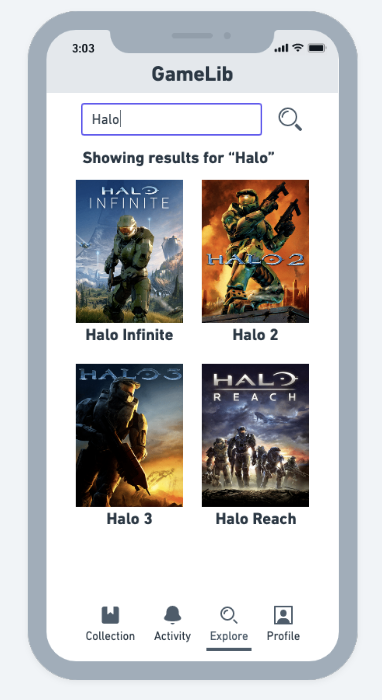 3:03
GameLib
Halo
Showing results for “Halo”
HALO
INFINITE
HALO 2
Halo Infinite
Halo 2
HALO 3
HALO
REACH
Halo 3
Halo Reach
Collection
Activity
Explore
Profile